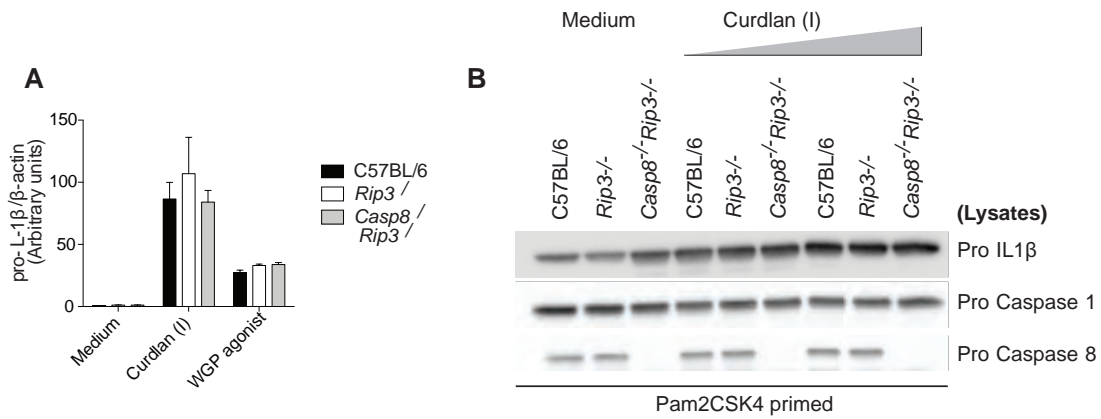 A
pro- L-1β/β-actin
(Arbitrary units)
150
100
50
0
Medium
Curdlan (I)
WGP agonist
C57BL/6
Rip3 /
Casp8 /
Rip3 /
B
Medium
Curdlan (I)
C57BL/6
Rip3-/-
Casp8-/-Rip3-/-
C57BL/6
Rip3-/-
Casp8-/-Rip3-/-
C57BL/6
Rip3-/-
Casp8-/-Rip3-/-
(Lysates)
Pro IL1β
Pro Caspase 1
Pro Caspase 8
Pam2CSK4 primed